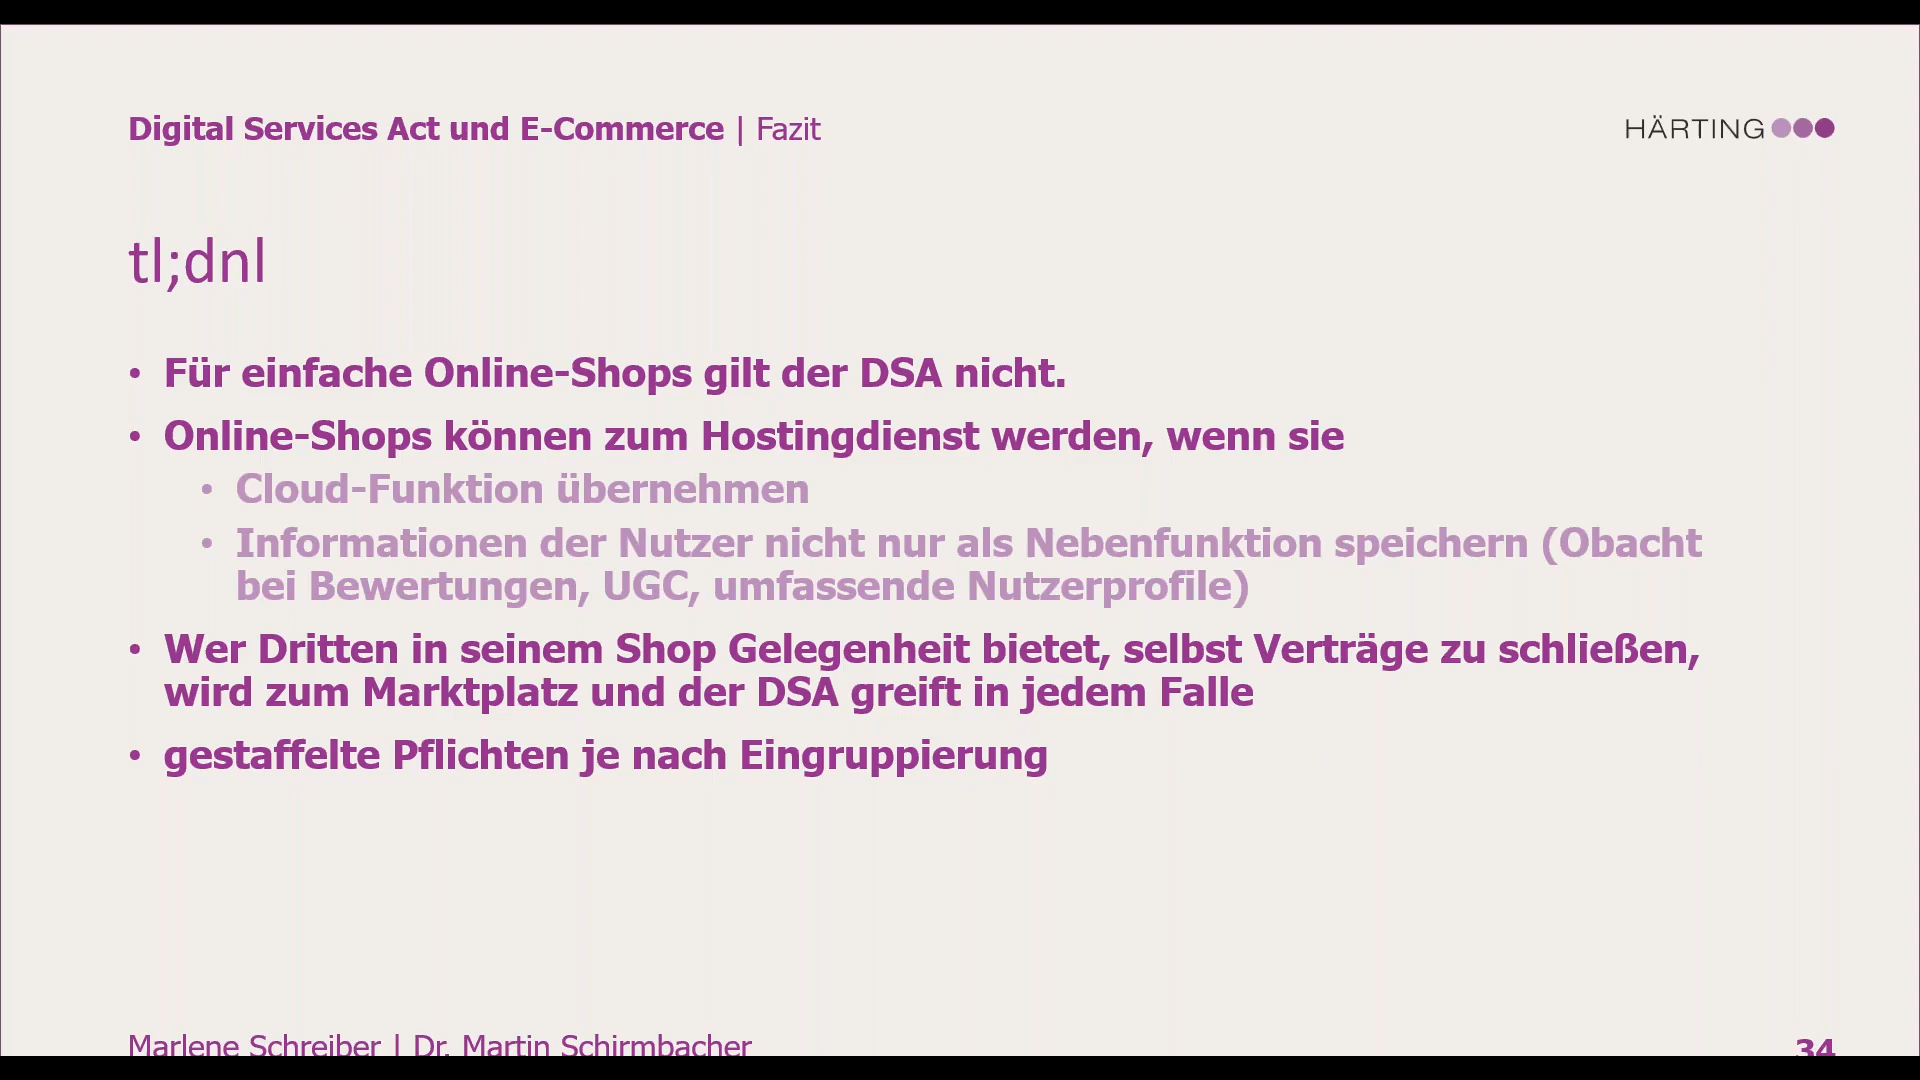 Digital Services Act und E-Commerce | Fazit
HÄRTING
tl;dnl
• Für einfache Online-Shops gilt der DSA nicht.
• Online-Shops können zum Hostingdienst werden, wenn sie
• Cloud-Funktion übernehmen
• Informationen der Nutzer nicht nur als Nebenfunktion speichern (Obacht
bei Bewertungen, UGC, umfassende Nutzerprofile)
• Wer Dritten in seinem Shop Gelegenheit bietet, selbst Verträge zu schließen,
wird zum Marktplatz und der DSA greift in jedem Falle
• gestaffelte Pflichten je nach Eingruppierung
Marlene Schreiber | Dr. Martin Schirmbacher
34